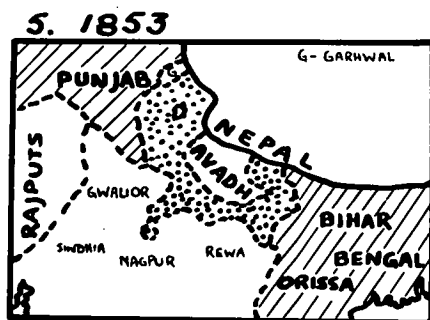 5. 1853
G- GARHWAL
PUNJAB
G
D
NEPAL
AVADH
RAJPUTS
GWALIOR
SINDHIA
NAGPUR
REWA
BIHAR
BENGAL
ORISSA